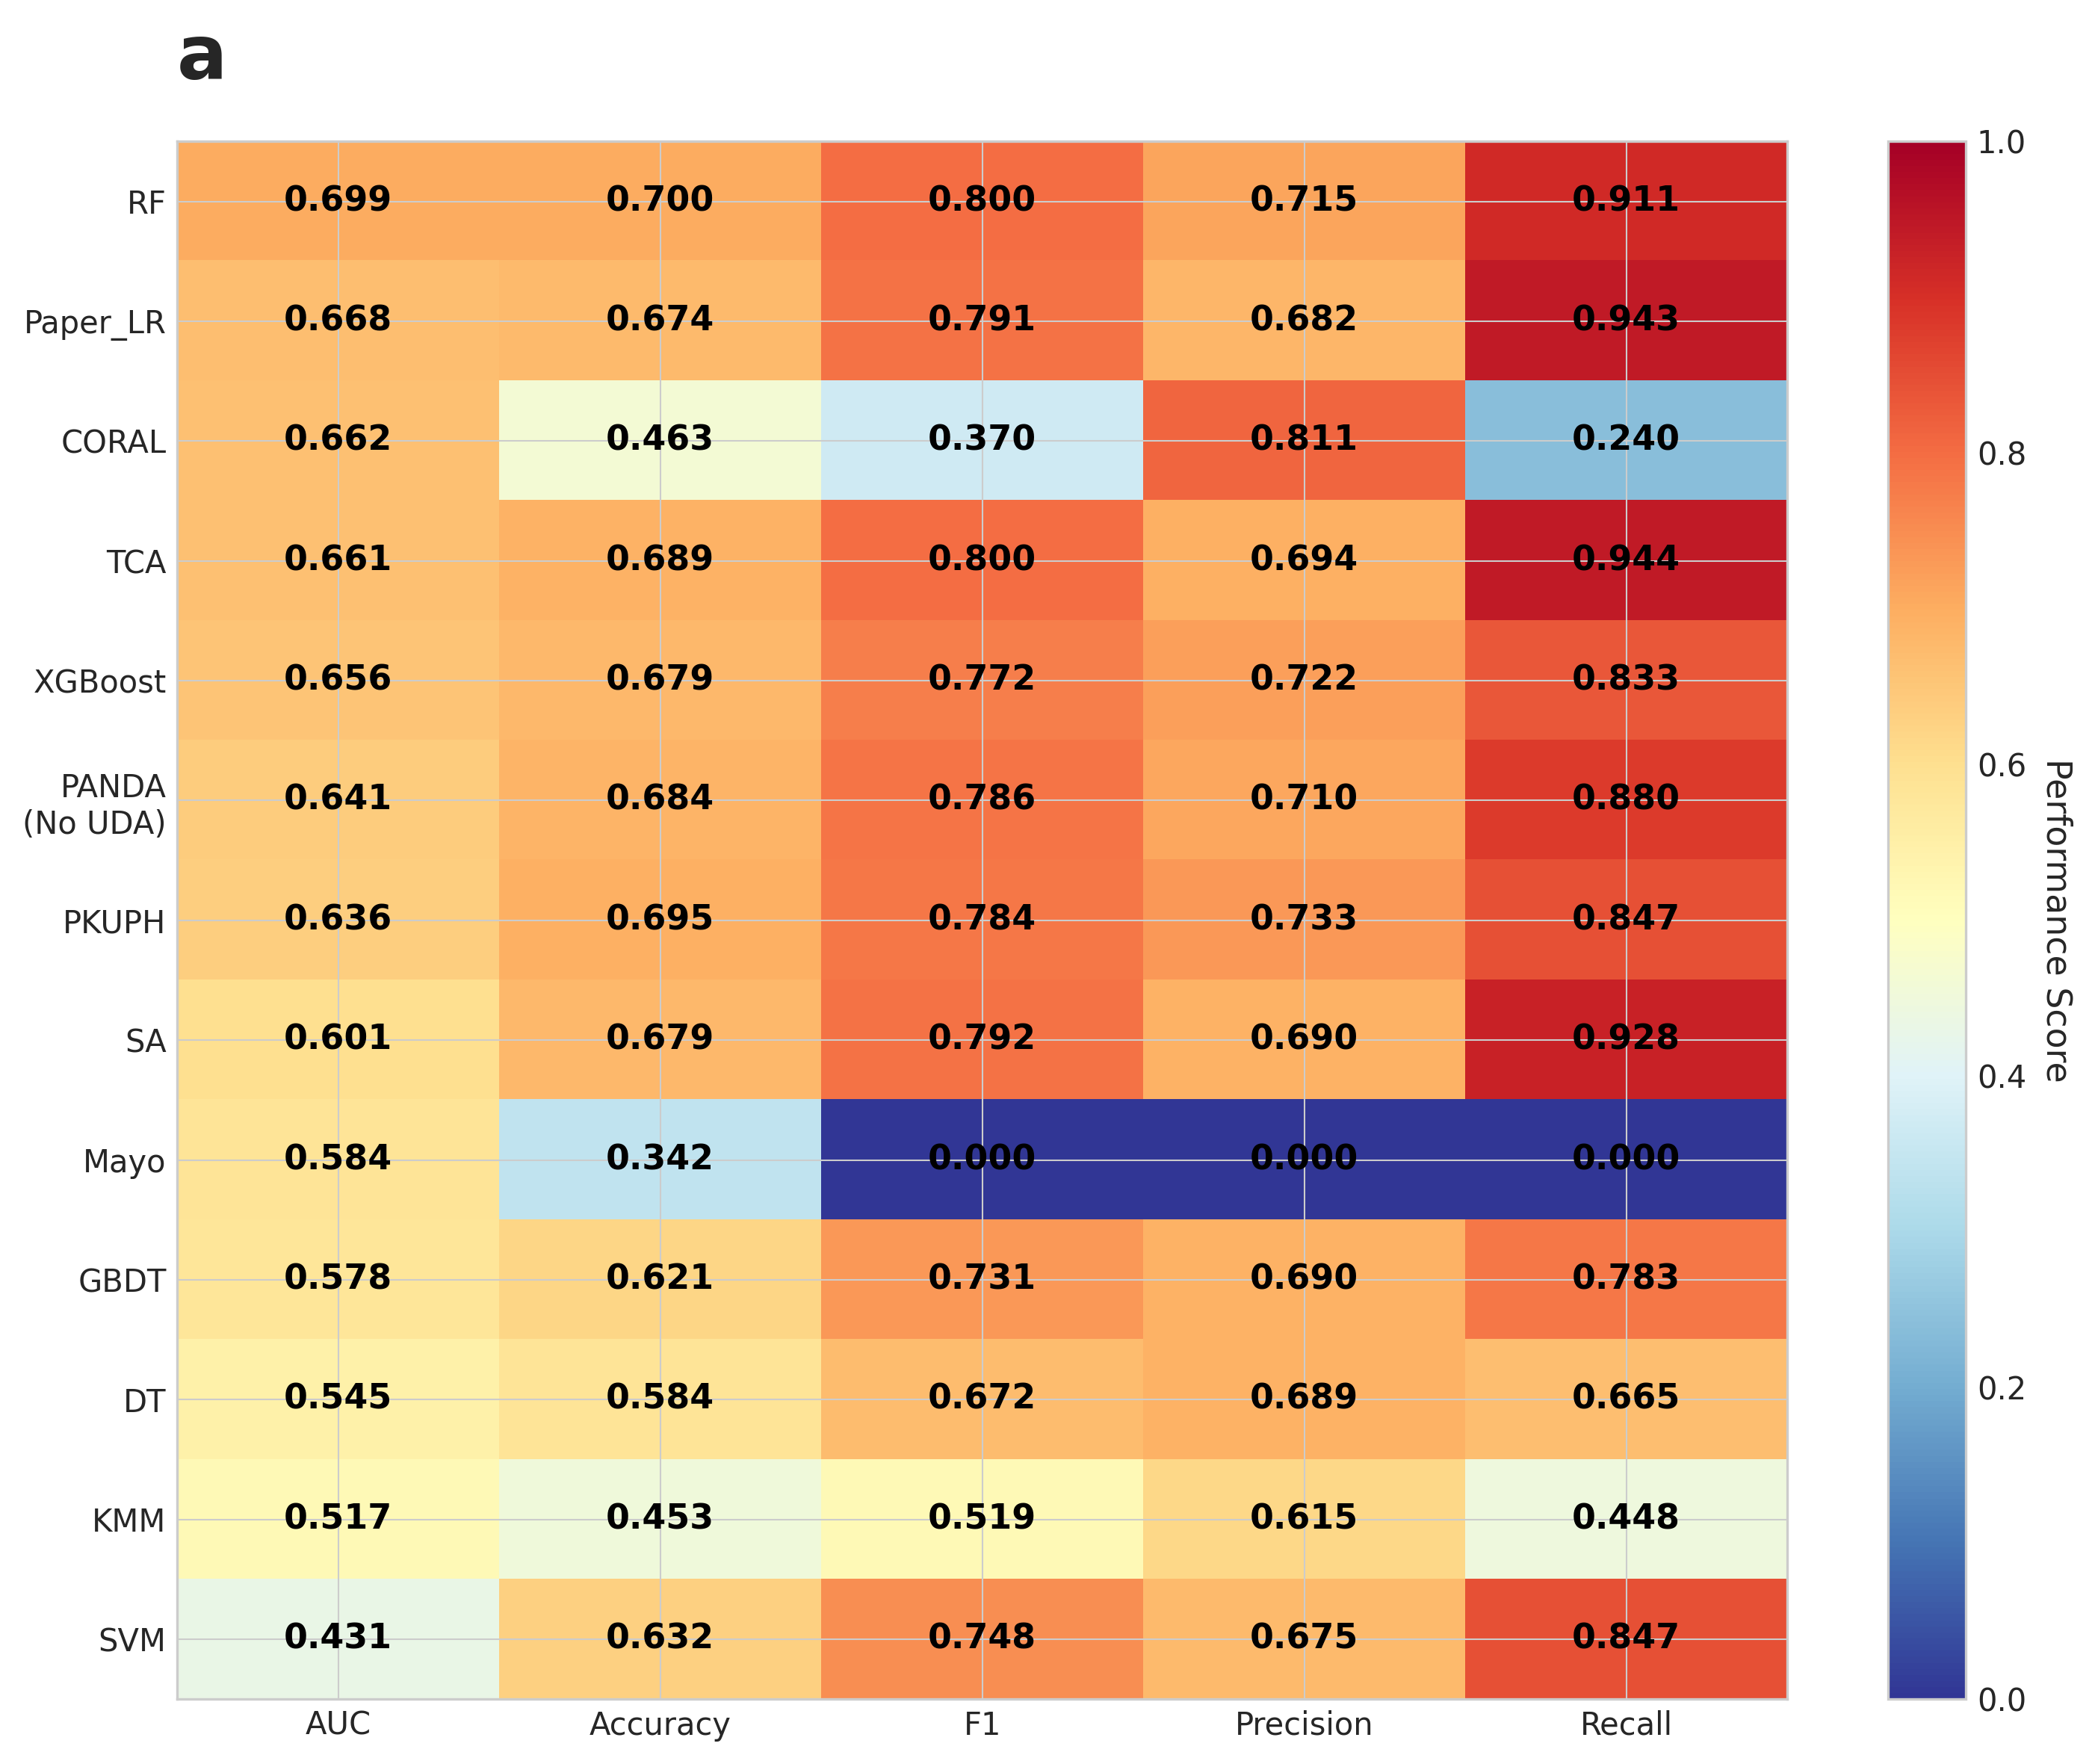 a
RF 0.699 0.700 0.800 0.715 0.911
Paper_LR 0.668 0.674 0.791 0.682 0.943
CORAL 0.662 0.463 0.370 0.811 0.240
TCA 0.661 0.689 0.800 0.694 0.944
XGBoost 0.656 0.679 0.772 0.722 0.833
PANDA
(No UDA) 0.641 0.684 0.786 0.710 0.880
PKUPH 0.636 0.695 0.784 0.733 0.847
SA 0.601 0.679 0.792 0.690 0.928
Mayo 0.584 0.342 0.000 0.000 0.000
GBDT 0.578 0.621 0.731 0.690 0.783
DT 0.545 0.584 0.672 0.689 0.665
KMM 0.517 0.453 0.519 0.615 0.448
SVM 0.431 0.632 0.748 0.675 0.847
AUC Accuracy F1 Precision Recall
1.0
0.8
0.6
0.4
0.2
0.0
Performance Score